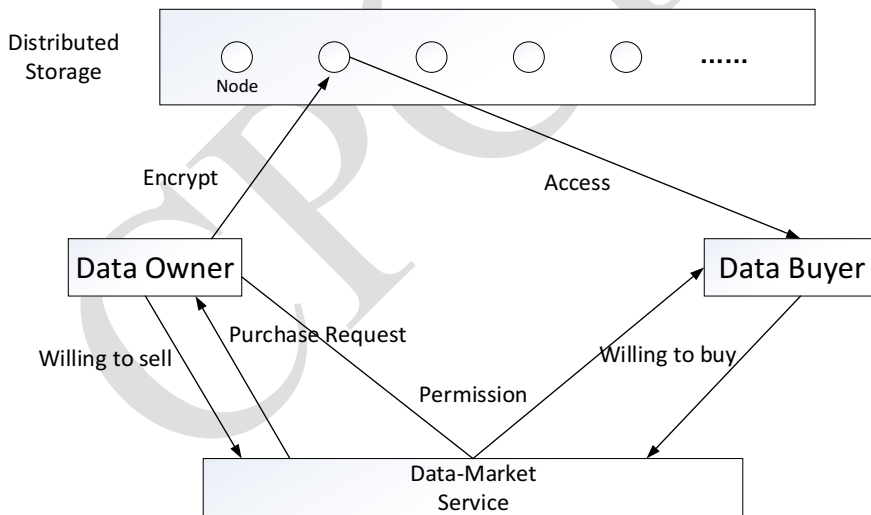 Distributed
Storage
Node
......
Encrypt
Access
Data Owner
Data Buyer
Purchase Request
Willing to sell
Willing to buy
Permission
Data-Market
Service